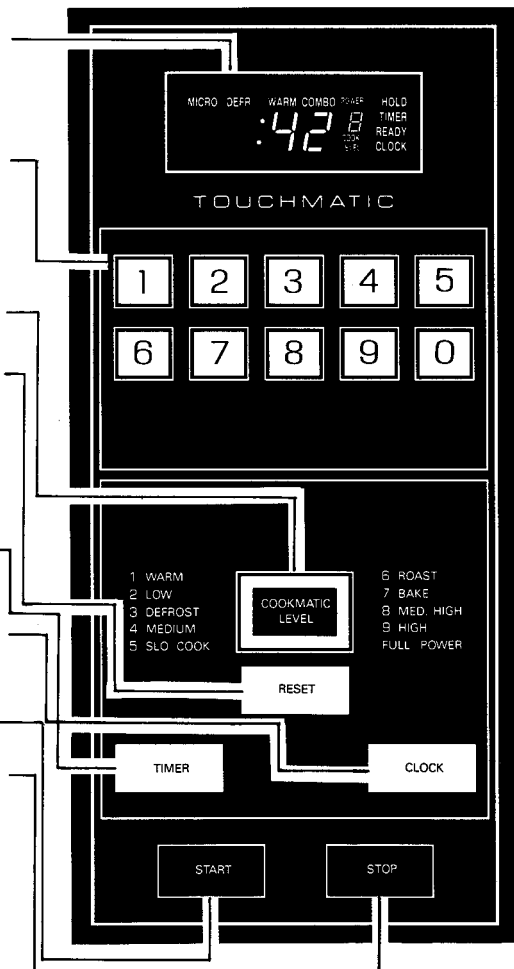 MICRO DEFR WARM COMBO POWER HOLD
TIMER
:42 8 READY
COOK
LVL CLOCK
TOUCHMATIC
1 2 3 4 5
6 7 8 9 0
1 WARM
2 LOW
3 DEFROST
4 MEDIUM
5 SLO COOK
COOKMATIC
LEVEL
6 ROAST
7 BAKE
8 MED. HIGH
9 HIGH
FULL POWER
RESET
TIMER CLOCK
START STOP